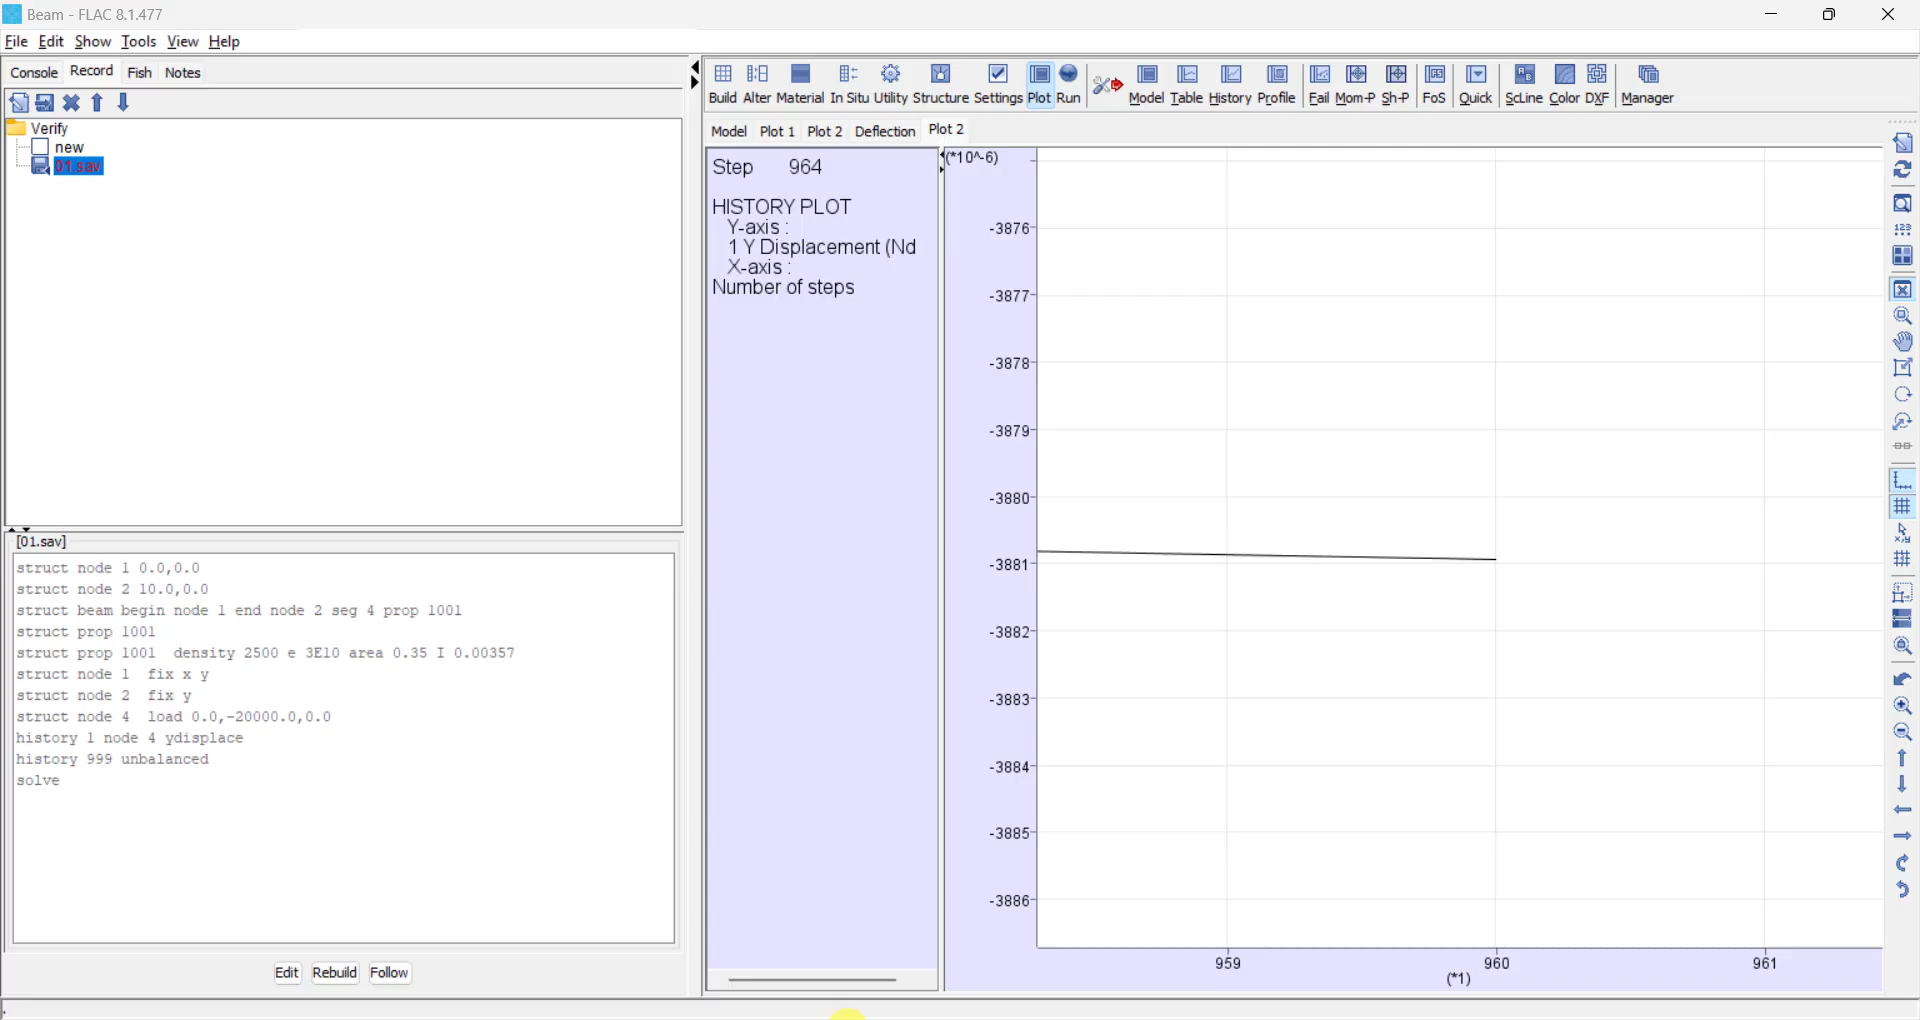 Beam - FLAC 8.1.477
File Edit Show Tools View Help
Console Record Fish Notes
Build Alter Material In Situ Utility Structure Settings Plot Run Model Table History Profile Fail Mom-P Sh-P FoS Quick ScLine Color DXF Manager
Verify
new
01.sav
Model Plot 1 Plot 2 Deflection Plot 2
Step 964
HISTORY PLOT
Y-axis :
1 Y Displacement (Nd
X-axis :
Number of steps
(*10^-6)
-3876
-3877
-3878
-3879
-3880
-3881
-3882
-3883
-3884
-3885
-3886
959 960 961
(*1)
[01.sav]
struct node 1 0.0,0.0
struct node 2 10.0,0.0
struct beam begin node 1 end node 2 seg 4 prop 1001
struct prop 1001
struct prop 1001 density 2500 e 3E10 area 0.35 I 0.00357
struct node 1 fix x y
struct node 2 fix y
struct node 4 load 0.0,-20000.0,0.0
history 1 node 4 ydisplace
history 999 unbalanced
solve
Edit Rebuild Follow